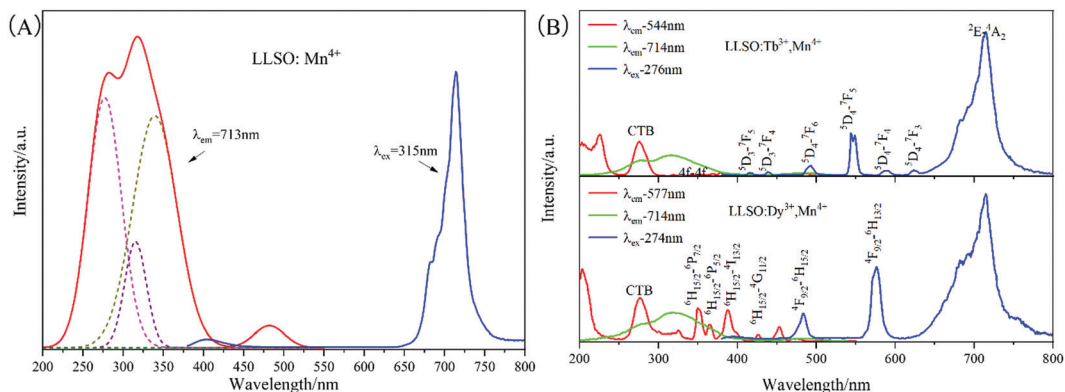 (A)
LLSO: Mn⁴⁺
λem=713nm
λex=315nm
Intensity/a.u.
200 250 300 350 400 450 500 550 600 650 700 750 800
Wavelength/nm
(B)
λem-544nm
λem-714nm
λex-276nm
LLSO:Tb³⁺,Mn⁴⁺
²E-⁴A₂
CTB
4f-4f
⁵D₃-⁷F₅
⁵D₃-⁷F₄
⁵D₄-⁷F₆
⁵D₄-⁷F₅
⁵D₄-⁷F₄
⁵D₄-⁷F₃
λem-577nm
λem-714nm
λex-274nm
LLSO:Dy³⁺,Mn⁴⁺
CTB
⁶H₁₅/₂-⁶P₇/₂
⁶H₁₅/₂-⁶P₅/₂
⁶H₁₅/₂-⁴I₁₃/₂
⁶H₁₅/₂-⁴G₁₁/₂
⁴F₉/₂-⁶H₁₅/₂
⁴F₉/₂-⁶H₁₃/₂
Intensity/a.u.
200 300 400 500 600 700 800
Wavelength/nm